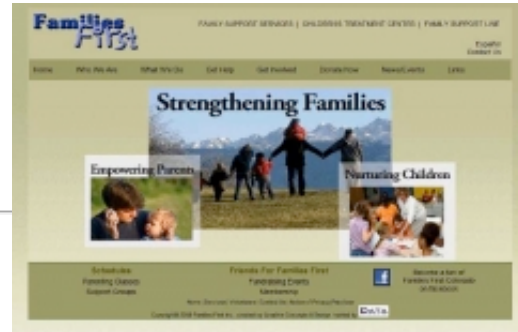 Families First
FAMILY SUPPORT SERVICES | CHILDREN'S TREATMENT CENTER | FAMILY SUPPORT LINE
Español
Contact Us
Home Who We Are What We Do Get Help Get Involved Donate Now News/Events Links
Strengthening Families
Empowering Parents
Nurturing Children
Schedules
Parenting Classes
Support Groups
Friends For Families First
Fundraising Events
Membership
Become a fan of
Families First Colorado
on Facebook